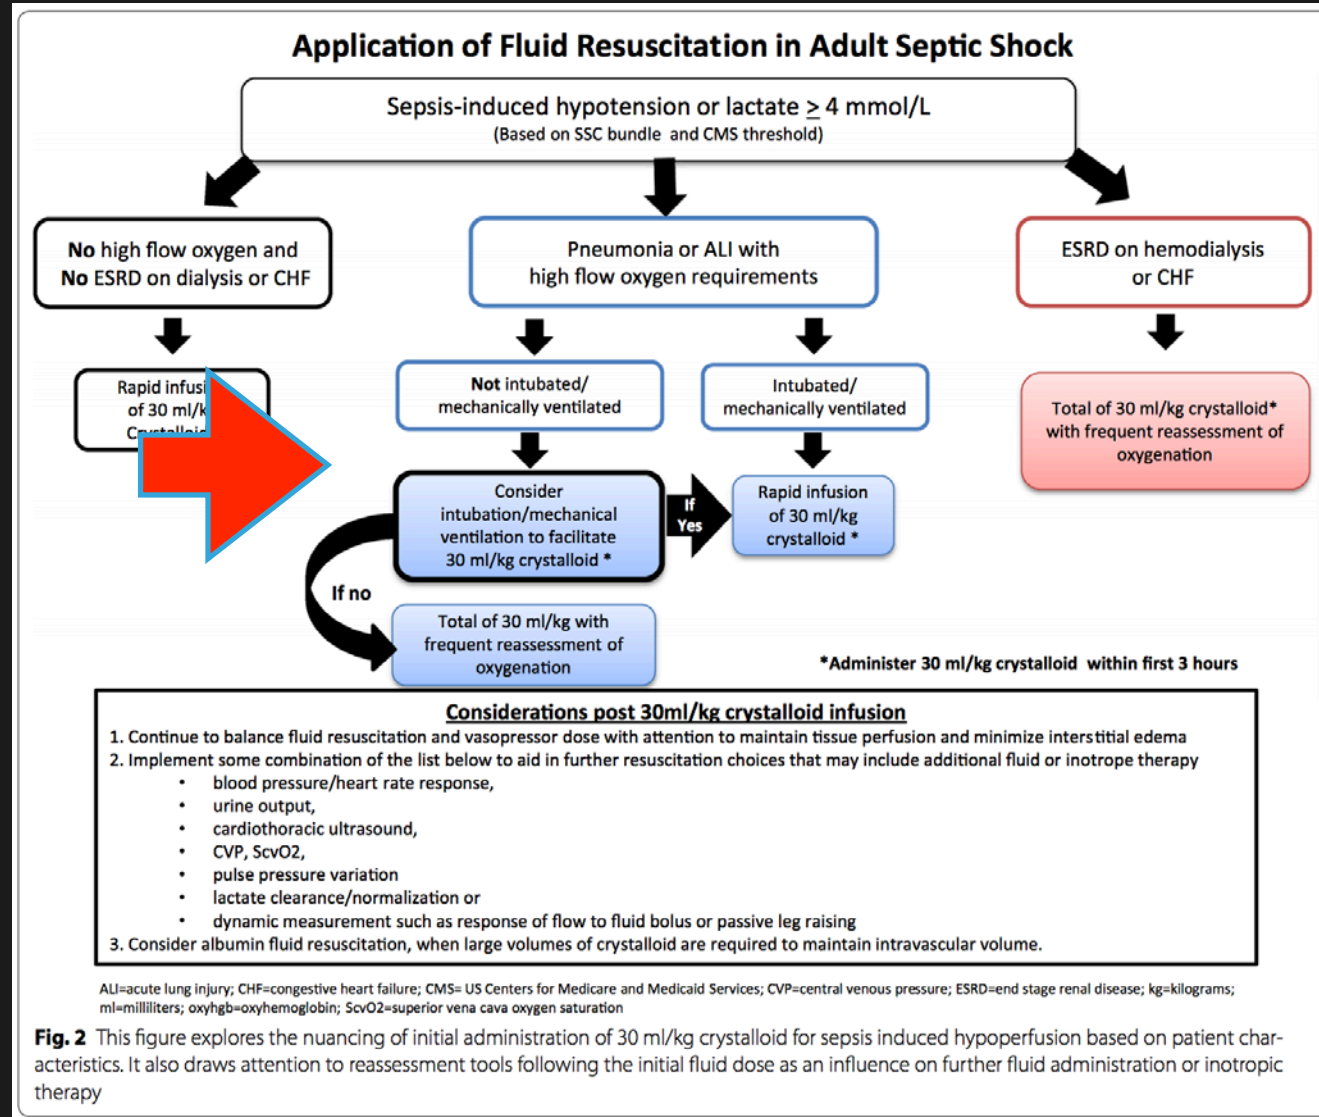 Application of Fluid Resuscitation in Adult Septic Shock
Sepsis-induced hypotension or lactate ≥ 4 mmol/L
(Based on SSC bundle and CMS threshold)
No high flow oxygen and
No ESRD on dialysis or CHF
Pneumonia or ALI with
high flow oxygen requirements
ESRD on hemodialysis
or CHF
Rapid
of 30
Not intubated/
mechanically ventilated
Intubated/
mechanically ventilated
Total of 30 ml/kg crystalloid*
with frequent reassessment of
oxygenation
Consider
intubation/mechanical
ventilation to facilitate
30 ml/kg crystalloid *
If
Yes
Rapid infusion
of 30 ml/kg
crystalloid *
If no
Total of 30 ml/kg with
frequent reassessment of
oxygenation
*Administer 30 ml/kg crystalloid within first 3 hours
Considerations post 30ml/kg crystalloid infusion
1. Continue to balance fluid resuscitation and vasopressor dose with attention to maintain tissue perfusion and minimize interstitial edema
2. Implement some combination of the list below to aid in further resuscitation choices that may include additional fluid or inotrope therapy
• blood pressure/heart rate response,
• urine output,
• cardiothoracic ultrasound,
• CVP, ScvO2,
• pulse pressure variation
• lactate clearance/normalization or
• dynamic measurement such as response of flow to fluid bolus or passive leg raising
3. Consider albumin fluid resuscitation, when large volumes of crystalloid are required to maintain intravascular volume.
ALI=acute lung injury; CHF=congestive heart failure; CMS= US Centers for Medicare and Medicaid Services; CVP=central venous pressure; ESRD=end stage renal disease; kg=kilograms;
ml=milliliters; oxyhgb=oxyhemoglobin; ScvO2=superior vena cava oxygen saturation
Fig. 2 This figure explores the nuancing of initial administration of 30 ml/kg crystalloid for sepsis induced hypoperfusion based on patient char-
acteristics. It also draws attention to reassessment tools following the initial fluid dose as an influence on further fluid administration or inotropic
therapy